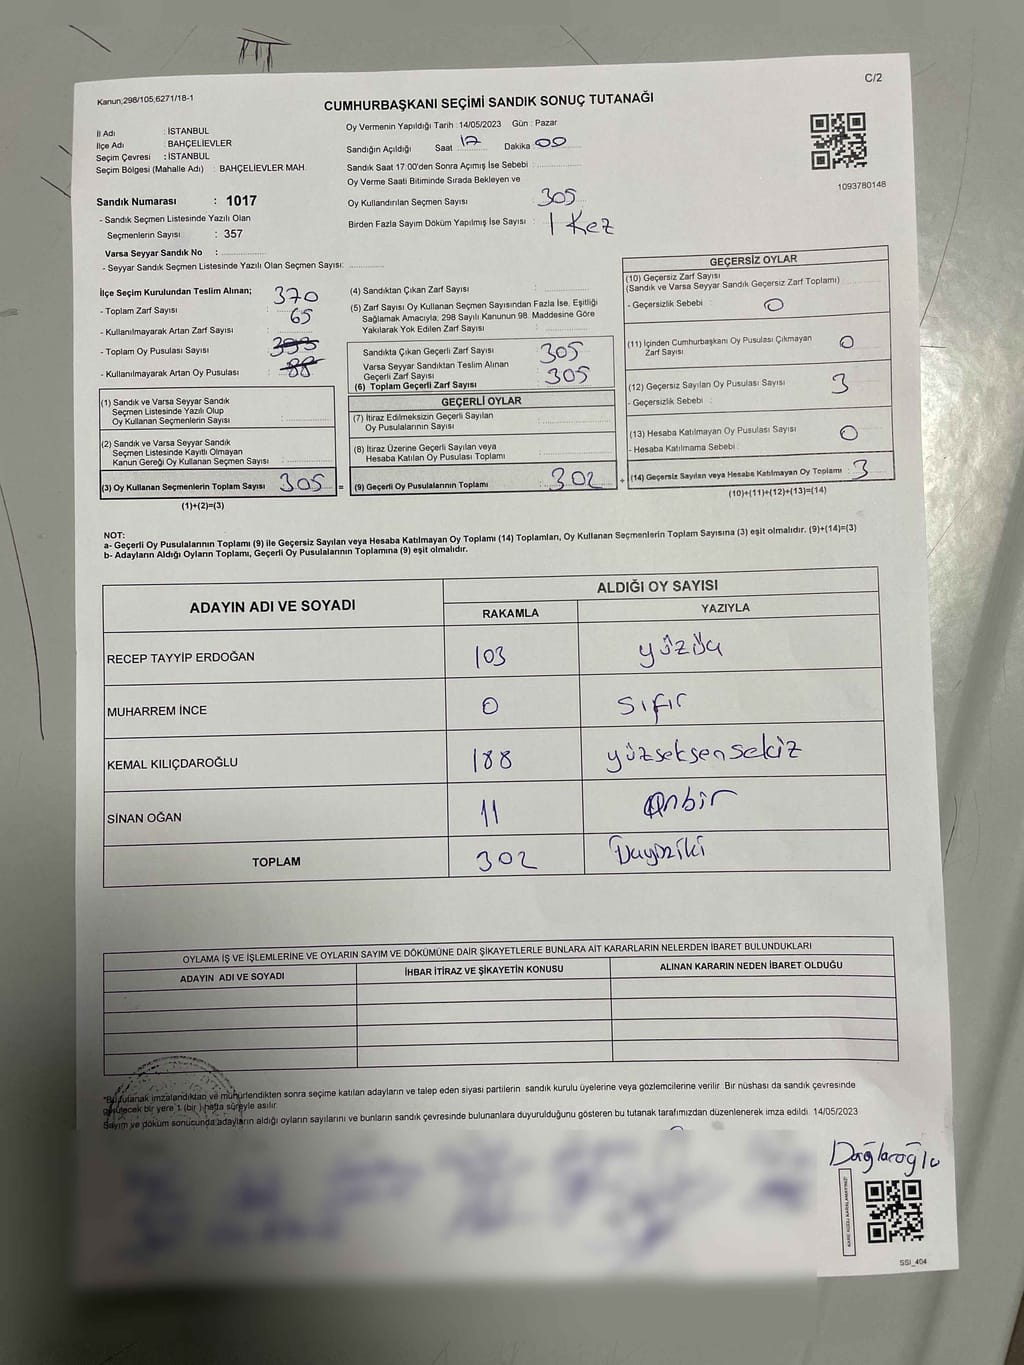 C/2
Kanun;298/105;6271/18-1
CUMHURBAŞKANI SEÇİMİ SANDIK SONUÇ TUTANAĞI
İl Adı : İSTANBUL
İlçe Adı : BAHÇELİEVLER
Seçim Çevresi : İSTANBUL
Seçim Bölgesi (Mahalle Adı) : BAHÇELİEVLER MAH.
Oy Vermenin Yapıldığı Tarih : 14/05/2023 Gün : Pazar
Sandığın Açıldığı Saat 17 Dakika 00
Sandık Saat 17:00'den Sonra Açımış İse Sebebi :
Oy Verme Saati Bitiminde Sırada Bekleyen ve
Oy Kullandırılan Seçmen Sayısı 305
Birden Fazla Sayım Döküm Yapılmış İse Sayısı : 1 Kez
1093780148
Sandık Numarası : 1017
- Sandık Seçmen Listesinde Yazılı Olan
Seçmenlerin Sayısı : 357
Varsa Seyyar Sandık No :
- Seyyar Sandık Seçmen Listesinde Yazılı Olan Seçmen Sayısı:
İlçe Seçim Kurulundan Teslim Alınan;
- Toplam Zarf Sayısı : 370
- Kullanılmayarak Artan Zarf Sayısı : 65
- Toplam Oy Pusulası Sayısı :
- Kullanılmayarak Artan Oy Pusulası : 88
(1) Sandık ve Varsa Seyyar Sandık
Seçmen Listesinde Yazılı Olup
Oy Kullanan Seçmenlerin Sayısı :
(2) Sandık ve Varsa Seyyar Sandık
Seçmen Listesinde Kayıtlı Olmayan
Kanun Gereği Oy Kullanan Seçmen Sayısı :
(3) Oy Kullanan Seçmenlerin Toplam Sayısı 305 =
(1)+(2)=(3)
(4) Sandıktan Çıkan Zarf Sayısı :
(5) Zarf Sayısı Oy Kullanan Seçmen Sayısından Fazla İse, Eşitliği
Sağlamak Amacıyla, 298 Sayılı Kanunun 98. Maddesine Göre
Yakılarak Yok Edilen Zarf Sayısı :
Sandıkta Çıkan Geçerli Zarf Sayısı 305
Varsa Seyyar Sandıktan Teslim Alınan
Geçerli Zarf Sayısı 305
(6) Toplam Geçerli Zarf Sayısı
GEÇERLİ OYLAR
(7) İtiraz Edilmeksizin Geçerli Sayılan
Oy Pusulalarının Sayısı :
(8) İtiraz Üzerine Geçerli Sayılan veya
Hesaba Katılan Oy Pusulası Toplamı :
(9) Geçerli Oy Pusulalarının Toplamı : 302 +
GEÇERSİZ OYLAR
(10) Geçersiz Zarf Sayısı
(Sandık ve Varsa Seyyar Sandık Geçersiz Zarf Toplamı)
- Geçersizlik Sebebi : 0
(11) İçinden Cumhurbaşkanı Oy Pusulası Çıkmayan
Zarf Sayısı : 0
(12) Geçersiz Sayılan Oy Pusulası Sayısı : 3
- Geçersizlik Sebebi :
(13) Hesaba Katılmayan Oy Pusulası Sayısı : 0
- Hesaba Katılmama Sebebi :
(14) Geçersiz Sayılan veya Hesaba Katılmayan Oy Toplamı : 3
(10)+(11)+(12)+(13)=(14)
NOT:
a- Geçerli Oy Pusulalarının Toplamı (9) ile Geçersiz Sayılan veya Hesaba Katılmayan Oy Toplamı (14) Toplamları, Oy Kullanan Seçmenlerin Toplam Sayısına (3) eşit olmalıdır. (9)+(14)=(3)
b- Adayların Aldığı Oyların Toplamı, Geçerli Oy Pusulalarının Toplamına (9) eşit olmalıdır.
ADAYIN ADI VE SOYADI
ALDIĞI OY SAYISI
RAKAMLA YAZIYLA
RECEP TAYYİP ERDOĞAN 103 yüzüç
MUHARREM İNCE 0 sıfır
KEMAL KILIÇDAROĞLU 188 yüzseksensekiz
SİNAN OĞAN 11 onbir
TOPLAM 302 üçyüziki
OYLAMA İŞ VE İŞLEMLERİNE VE OYLARIN SAYIM VE DÖKÜMÜNE DAİR ŞİKAYETLERLE BUNLARA AİT KARARLARIN NELERDEN İBARET BULUNDUKLARI
ADAYIN ADI VE SOYADI İHBAR İTİRAZ VE ŞİKAYETİN KONUSU ALINAN KARARIN NEDEN İBARET OLDUĞU
*Bu tutanak imzalandıktan ve mühürlendikten sonra seçime katılan adayların ve talep eden siyasi partilerin sandık kurulu üyelerine veya gözlemcilerine verilir. Bir nüshası da sandık çevresinde
görülecek bir yere 1 (bir) hafta süreyle asılır.
Sayım ve döküm sonucunda adayların aldığı oyların sayılarını ve bunların sandık çevresinde bulunanlara duyurulduğunu gösteren bu tutanak tarafımızdan düzenlenerek imza edildi. 14/05/2023
Dağlaroğlu
KARE KODU KARALAMAYINIZ!
SSI_404